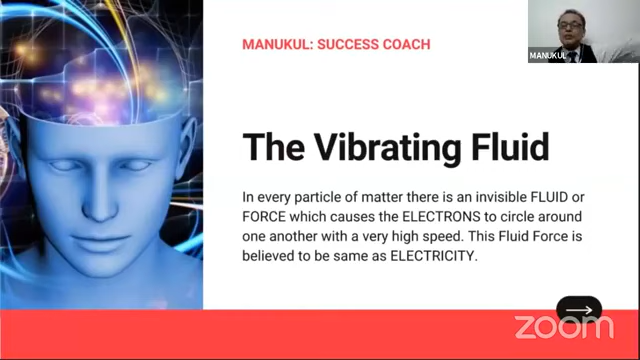 MANUKUL: SUCCESS COACH
MANUKUL
The Vibrating Fluid
In every particle of matter there is an invisible FLUID or
FORCE which causes the ELECTRONS to circle around
one another with a very high speed. This Fluid Force is
believed to be same as ELECTRICITY.
zoom